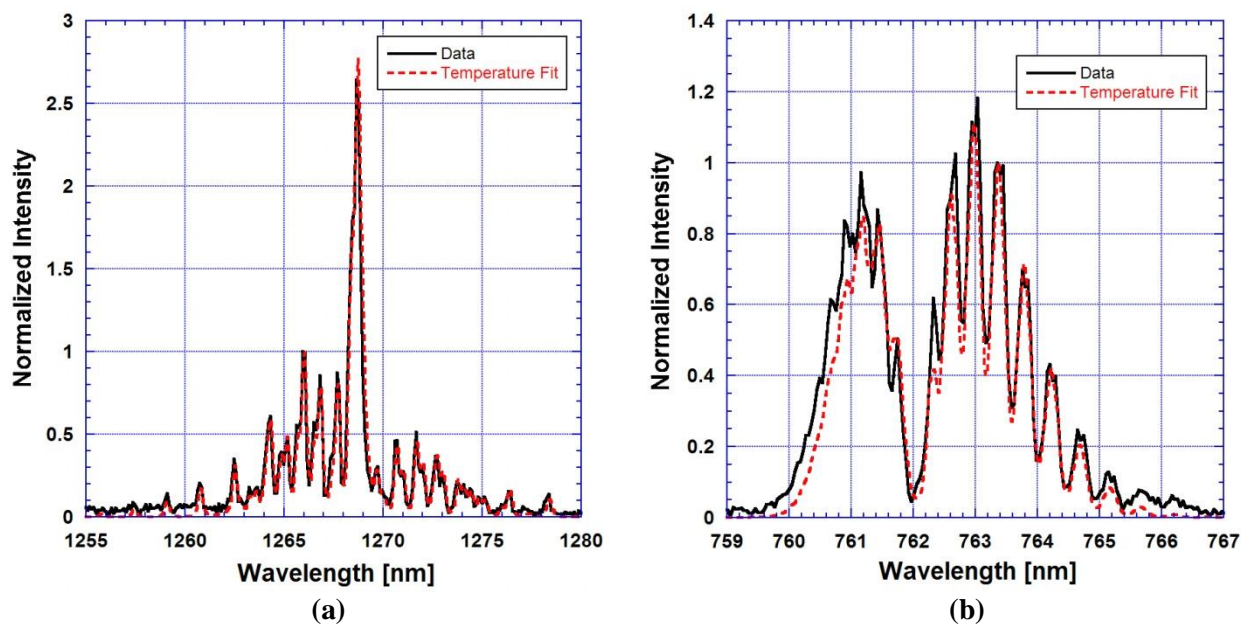 3
2.5
2
1.5
1
0.5
0
Normalized Intensity
Data
Temperature Fit
1255 1260 1265 1270 1275 1280
Wavelength [nm]
(a)
1.4
1.2
1
0.8
0.6
0.4
0.2
0
Normalized Intensity
Data
Temperature Fit
759 760 761 762 763 764 765 766 767
Wavelength [nm]
(b)